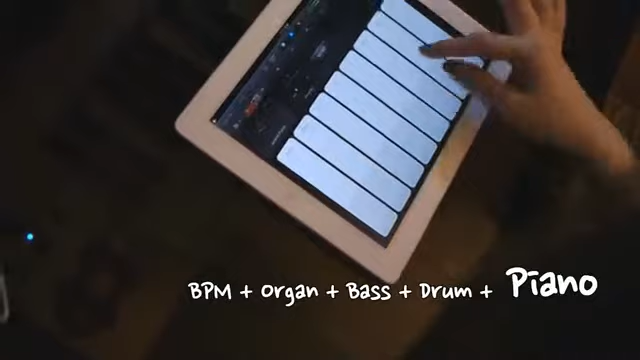 BPM + Organ + Bass + Drum + Piano